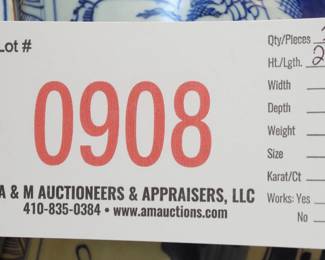 Lot #
0908
A & M AUCTIONEERS & APPRAISERS, LLC
410-835-0384 • www.amauctions.com
Qty/Pieces
Ht./Lgth. 2
Width
Depth
Weight
Size
Karat/Ct
Works: Yes
No